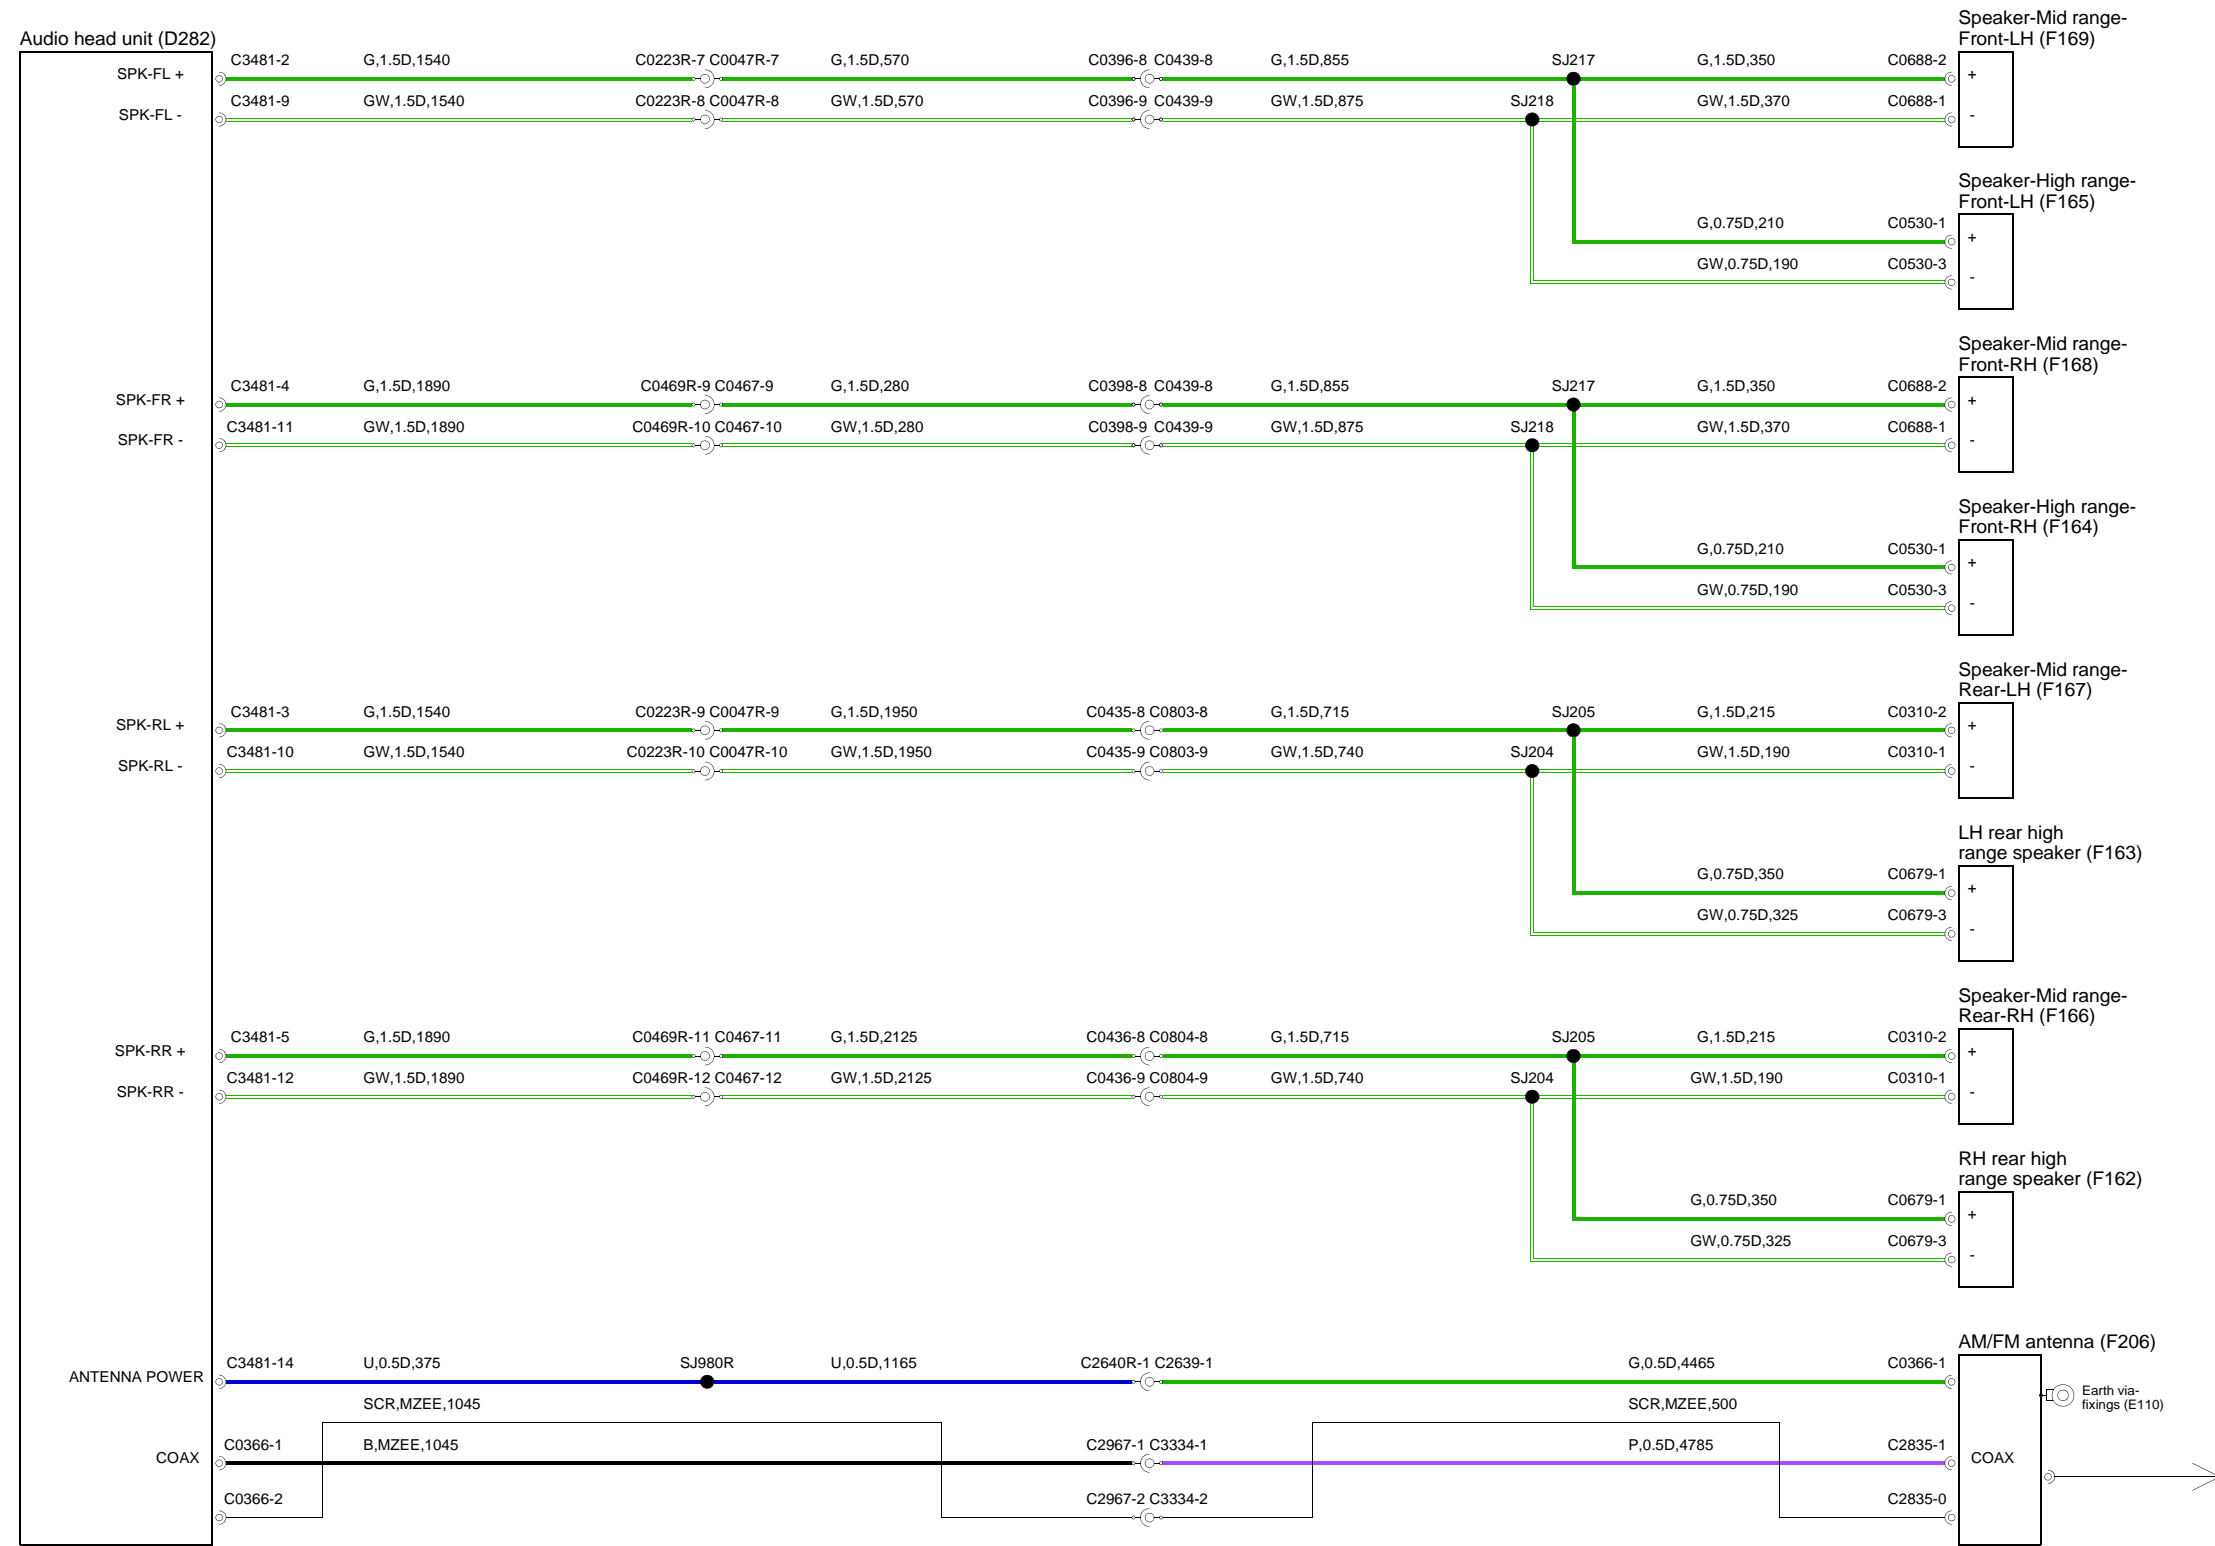 Speaker-Mid range-
Front-LH (F169)
Audio head unit (D282)
C3481-2 G,1.5D,1540 C0223R-7 C0047R-7 G,1.5D,570 C0396-8 C0439-8 G,1.5D,855 SJ217 G,1.5D,350 C0688-2
SPK-FL + +
C3481-9 GW,1.5D,1540 C0223R-8 C0047R-8 GW,1.5D,570 C0396-9 C0439-9 GW,1.5D,875 SJ218 GW,1.5D,370 C0688-1
SPK-FL - -
Speaker-High range-
Front-LH (F165)
G,0.75D,210 C0530-1
+
GW,0.75D,190 C0530-3
-
Speaker-Mid range-
Front-RH (F168)
C3481-4 G,1.5D,1890 C0469R-9 C0467-9 G,1.5D,280 C0398-8 C0439-8 G,1.5D,855 SJ217 G,1.5D,350 C0688-2
SPK-FR + +
C3481-11 GW,1.5D,1890 C0469R-10 C0467-10 GW,1.5D,280 C0398-9 C0439-9 GW,1.5D,875 SJ218 GW,1.5D,370 C0688-1
SPK-FR - -
Speaker-High range-
Front-RH (F164)
G,0.75D,210 C0530-1
+
GW,0.75D,190 C0530-3
-
Speaker-Mid range-
Rear-LH (F167)
C3481-3 G,1.5D,1540 C0223R-9 C0047R-9 G,1.5D,1950 C0435-8 C0803-8 G,1.5D,715 SJ205 G,1.5D,215 C0310-2
SPK-RL + +
C3481-10 GW,1.5D,1540 C0223R-10 C0047R-10 GW,1.5D,1950 C0435-9 C0803-9 GW,1.5D,740 SJ204 GW,1.5D,190 C0310-1
SPK-RL - -
LH rear high
range speaker (F163)
G,0.75D,350 C0679-1
+
GW,0.75D,325 C0679-3
-
Speaker-Mid range-
Rear-RH (F166)
C3481-5 G,1.5D,1890 C0469R-11 C0467-11 G,1.5D,2125 C0436-8 C0804-8 G,1.5D,715 SJ205 G,1.5D,215 C0310-2
SPK-RR + +
C3481-12 GW,1.5D,1890 C0469R-12 C0467-12 GW,1.5D,2125 C0436-9 C0804-9 GW,1.5D,740 SJ204 GW,1.5D,190 C0310-1
SPK-RR - -
RH rear high
range speaker (F162)
G,0.75D,350 C0679-1
+
GW,0.75D,325 C0679-3
-
AM/FM antenna (F206)
C3481-14 U,0.5D,375 SJ980R U,0.5D,1165 C2640R-1 C2639-1 G,0.5D,4465 C0366-1
ANTENNA POWER
Earth via-
fixings (E110)
SCR,MZEE,1045 SCR,MZEE,500
C0366-1 B,MZEE,1045 C2967-1 C3334-1 P,0.5D,4785 C2835-1
COAX COAX
C0366-2 C2967-2 C3334-2 C2835-0